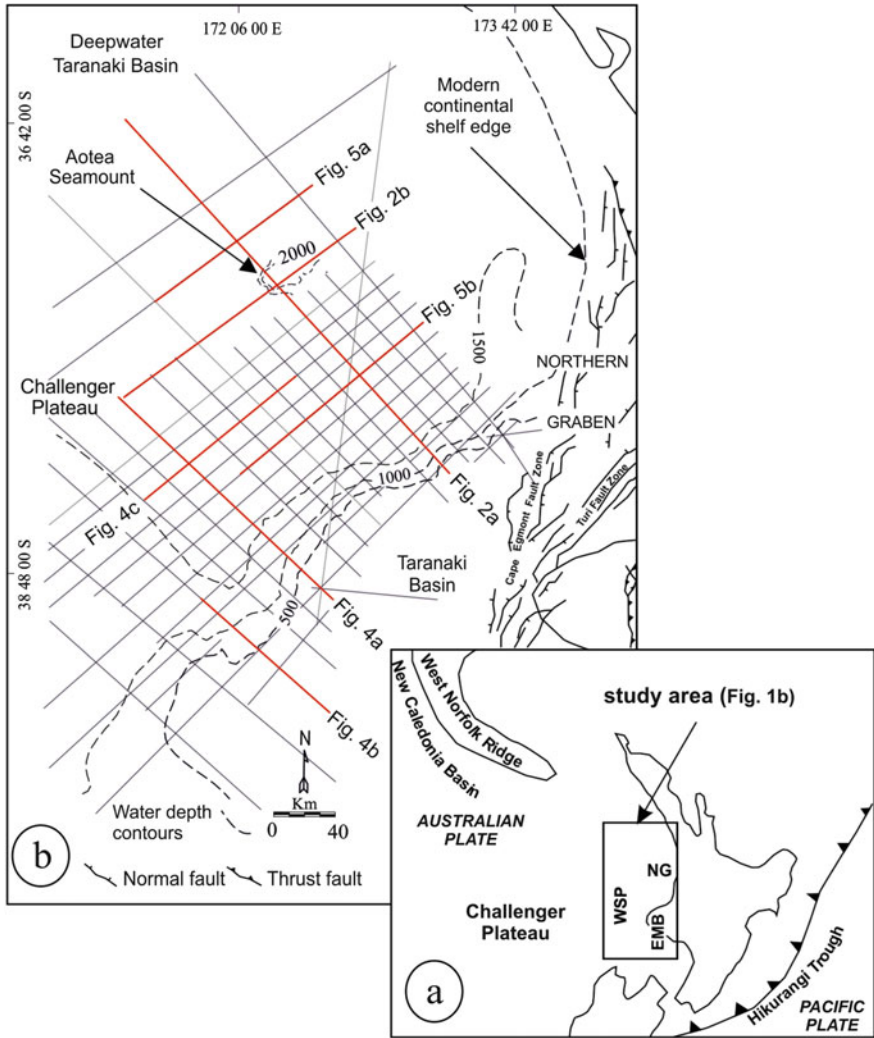 172 06 00 E
173 42 00 E
Deepwater
Taranaki Basin
Modern
continental
shelf edge
36 42 00 S
Aotea
Seamount
Fig. 5a
Fig. 2b
2000
Fig. 5b
1500
NORTHERN
Challenger
Plateau
GRABEN
1000
Fig. 2a
Fig. 4c
Cape Egmont Fault Zone
Turi Fault Zone
38 48 00 S
Taranaki
Basin
500
Fig. 4a
Fig. 4b
N
Km
0 40
Water depth
contours
b
Normal fault
Thrust fault
West Norfolk Ridge
New Caledonia Basin
study area (Fig. 1b)
AUSTRALIAN
PLATE
NG
WSP
EMB
Challenger
Plateau
a
Hikurangi Trough
PACIFIC
PLATE